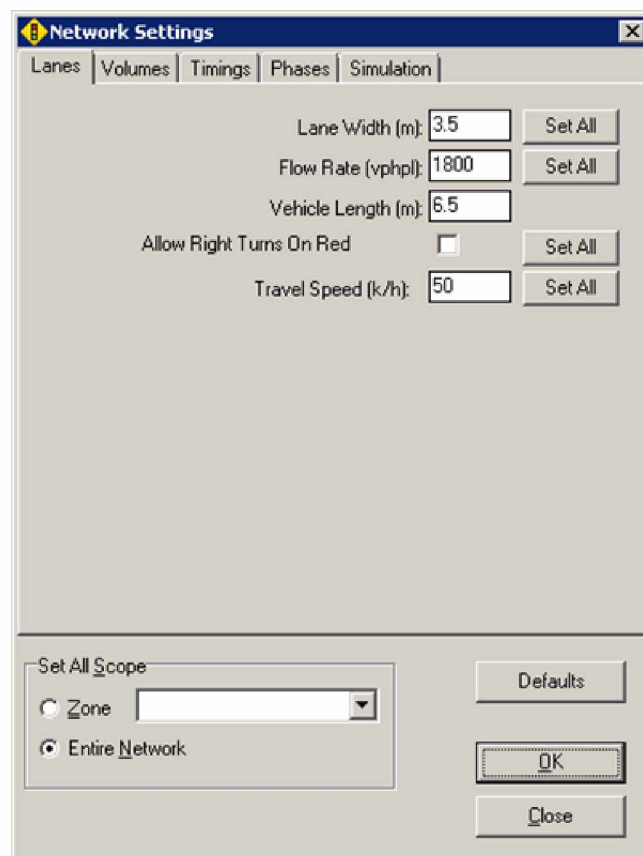 Network Settings
Lanes Volumes Timings Phases Simulation
Lane Width (m): 3.5 Set All
Flow Rate (vphpl): 1800 Set All
Vehicle Length (m): 6.5
Allow Right Turns On Red Set All
Travel Speed (k/h): 50 Set All
Set All Scope
Zone
Entire Network
Defaults
OK
Close